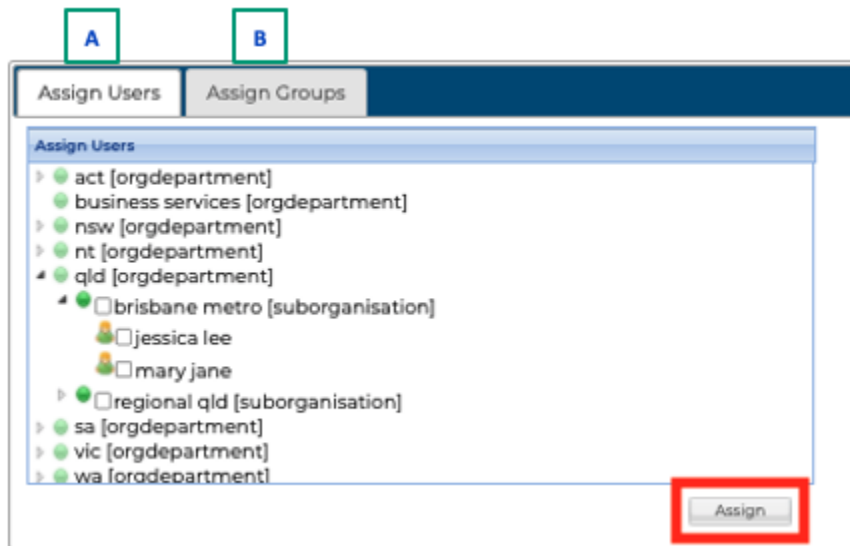 A B
Assign Users Assign Groups
Assign Users
act [orgdepartment]
business services [orgdepartment]
nsw [orgdepartment]
nt [orgdepartment]
qld [orgdepartment]
brisbane metro [suborganisation]
jessica lee
mary jane
regional qld [suborganisation]
sa [orgdepartment]
vic [orgdepartment]
wa [orgdepartment]
Assign